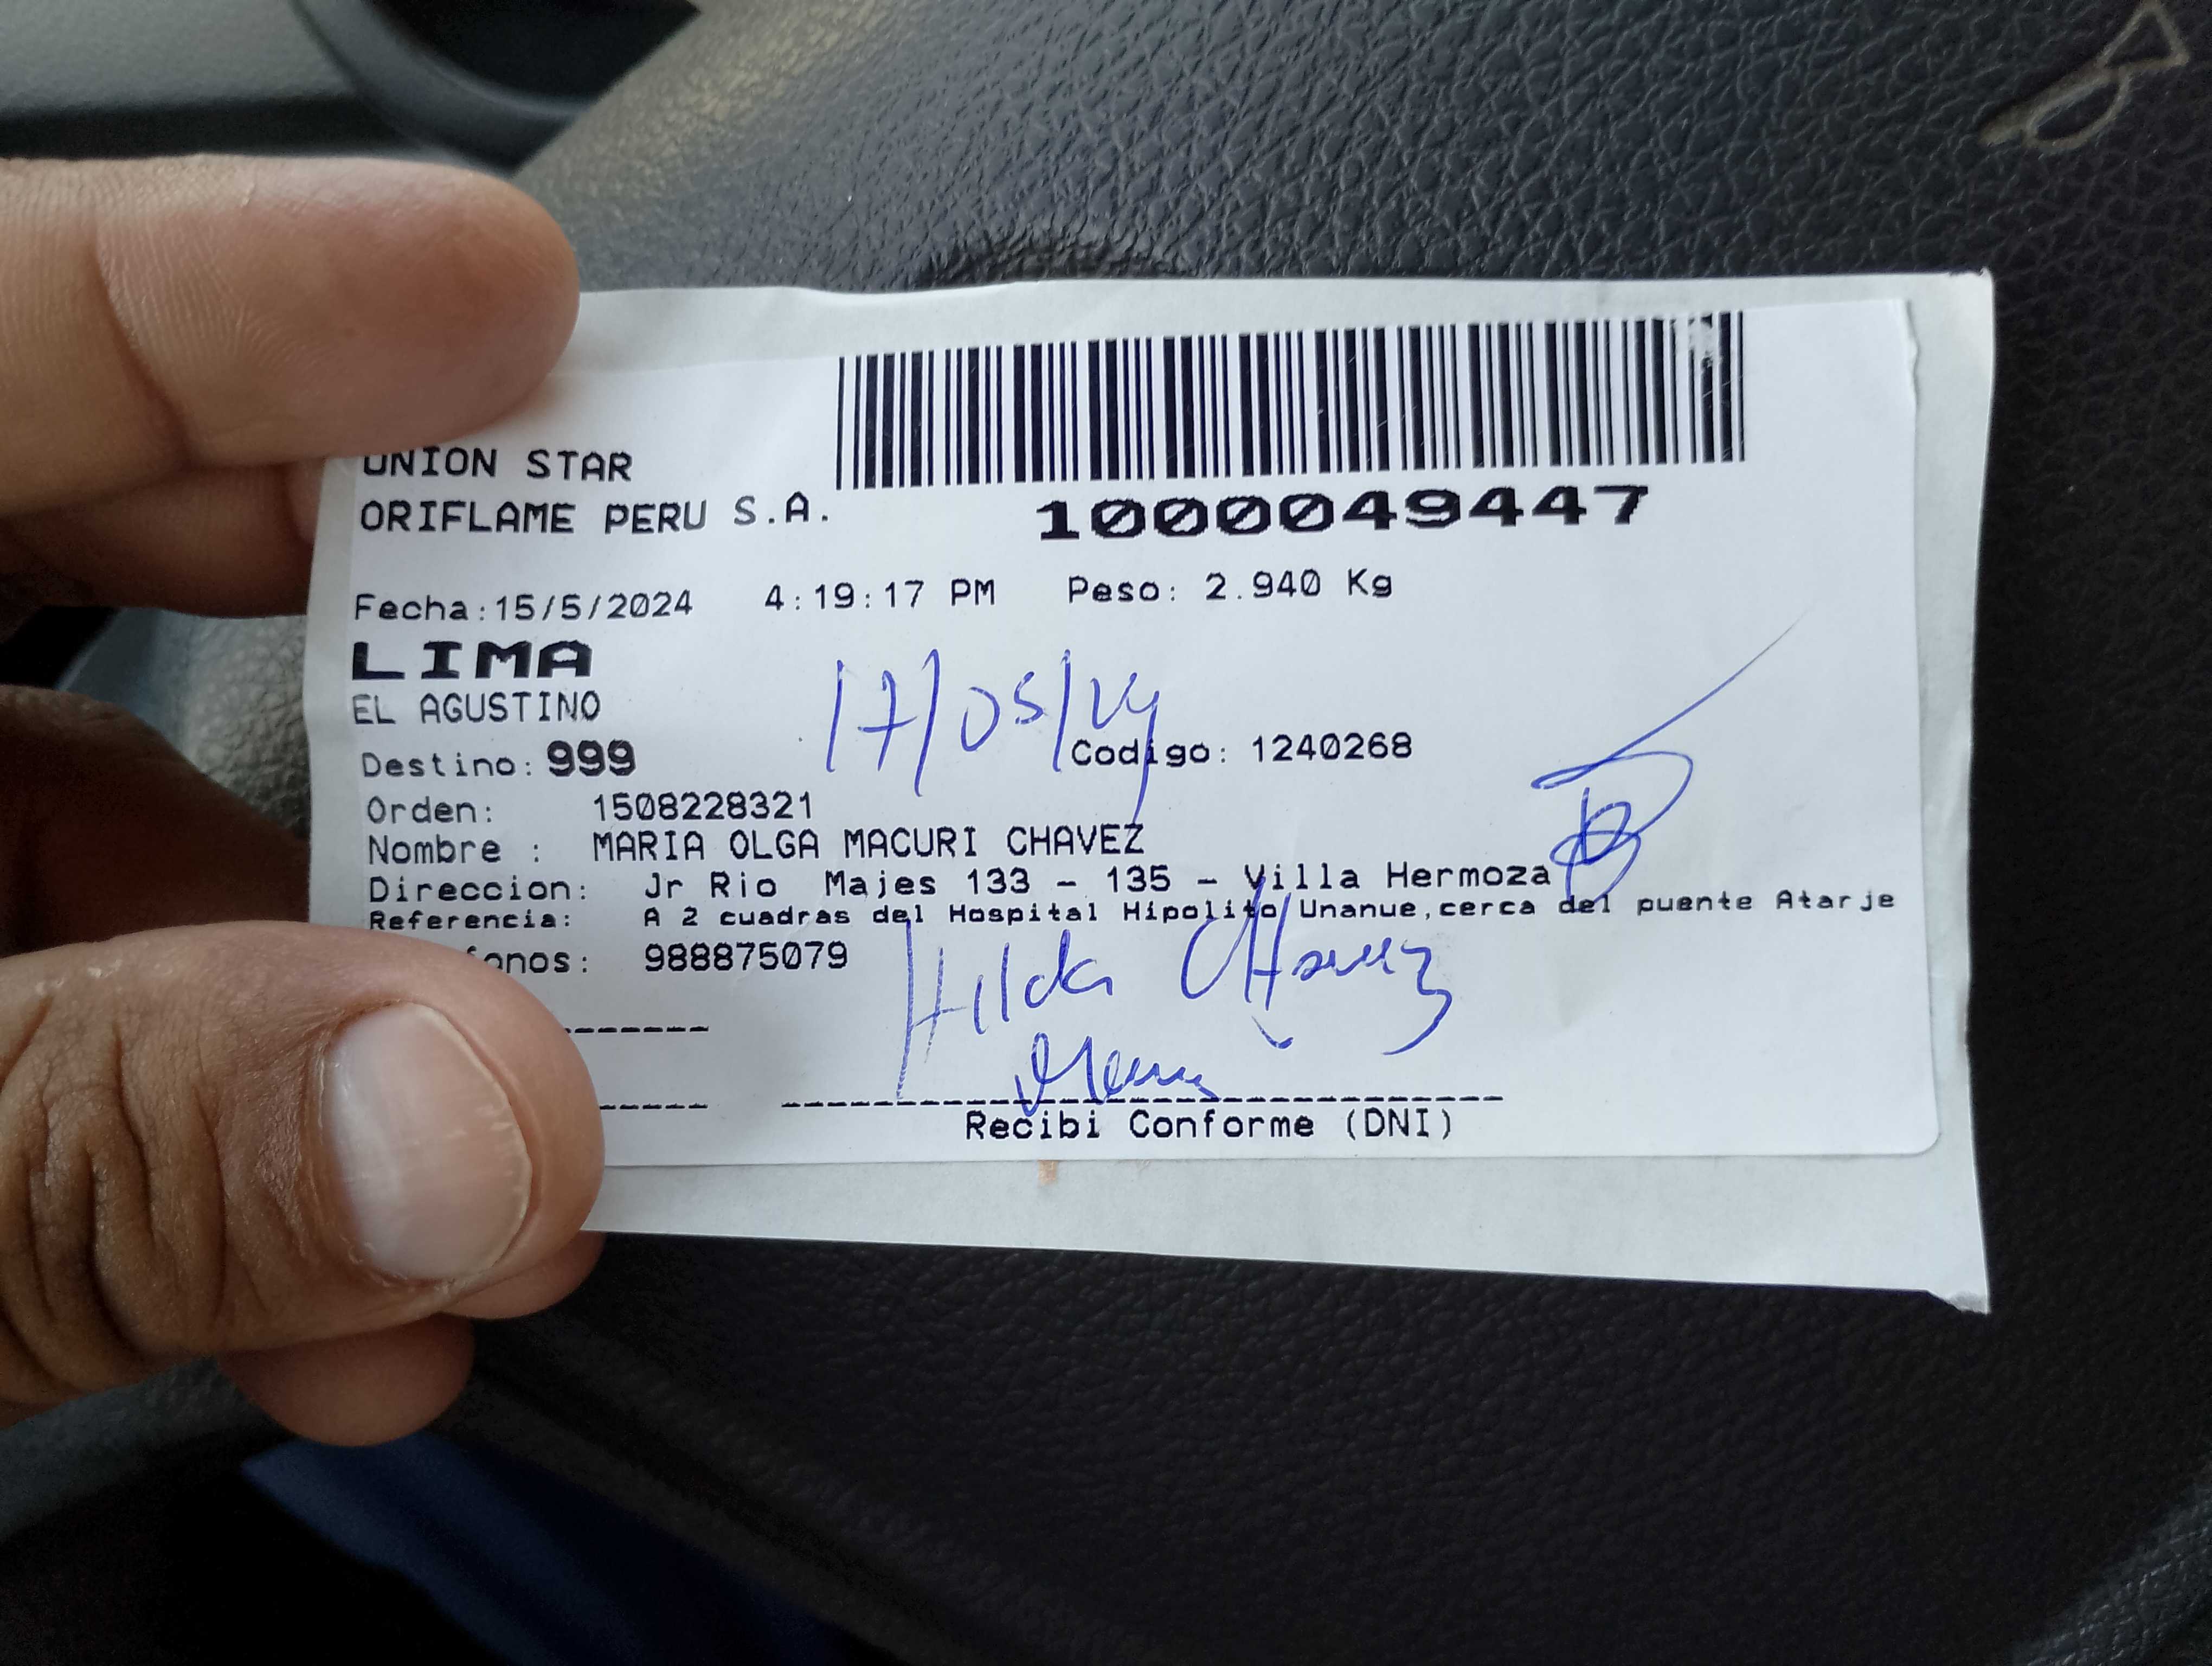 UNION STAR
ORIFLAME PERU S.A.
1000049447
Fecha:15/5/2024 4:19:17 PM Peso: 2.940 Kg
LIMA
EL AGUSTINO
17/05/24
Destino: 999 Codigo: 1240268
Orden: 1508228321
Nombre : MARIA OLGA MACURI CHAVEZ
Direccion: Jr Rio Majes 133 - 135 - Villa Hermoza
Referencia: A 2 cuadras del Hospital Hipolito Unanue,cerca del puente Atarje
onos: 988875079
Hilda Chavez
Recibi Conforme (DNI)